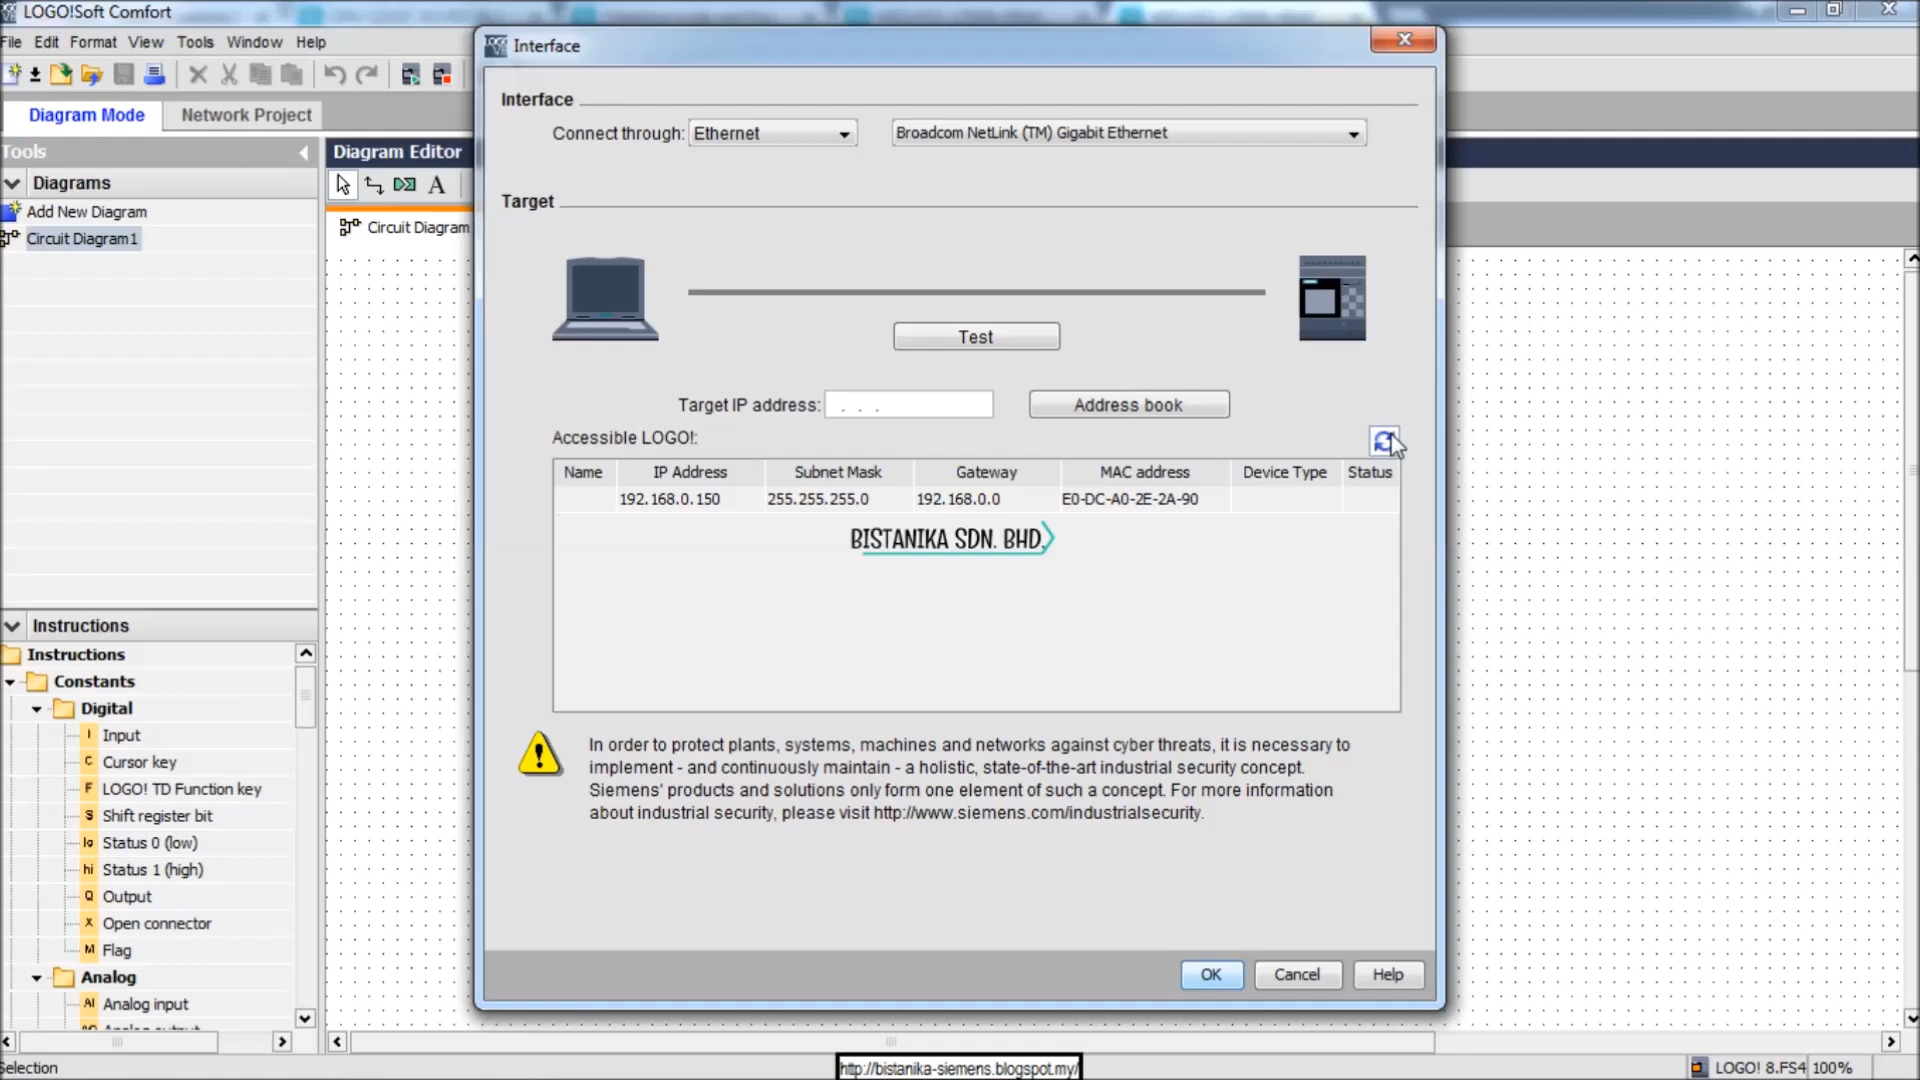 LOGO!Soft Comfort
File Edit Format View Tools Window Help
Diagram Mode Network Project
Tools
Diagrams
Add New Diagram
Circuit Diagram1
Instructions
Instructions
Constants
Digital
I Input
C Cursor key
F LOGO! TD Function key
S Shift register bit
lo Status 0 (low)
hi Status 1 (high)
Q Output
X Open connector
M Flag
Analog
AI Analog input
Diagram Editor
A
Circuit Diagram
Interface
Interface
Connect through: Ethernet Broadcom NetLink (TM) Gigabit Ethernet
Target
Test
Target IP address: . . . Address book
Accessible LOGO!:
Name IP Address Subnet Mask Gateway MAC address Device Type Status
192.168.0.150 255.255.255.0 192.168.0.0 E0-DC-A0-2E-2A-90
BISTANIKA SDN. BHD.
In order to protect plants, systems, machines and networks against cyber threats, it is necessary to
implement - and continuously maintain - a holistic, state-of-the-art industrial security concept.
Siemens' products and solutions only form one element of such a concept. For more information
about industrial security, please visit http://www.siemens.com/industrialsecurity.
OK Cancel Help
Selection
http://bistanika-siemens.blogspot.my/
LOGO! 8.FS4 100%